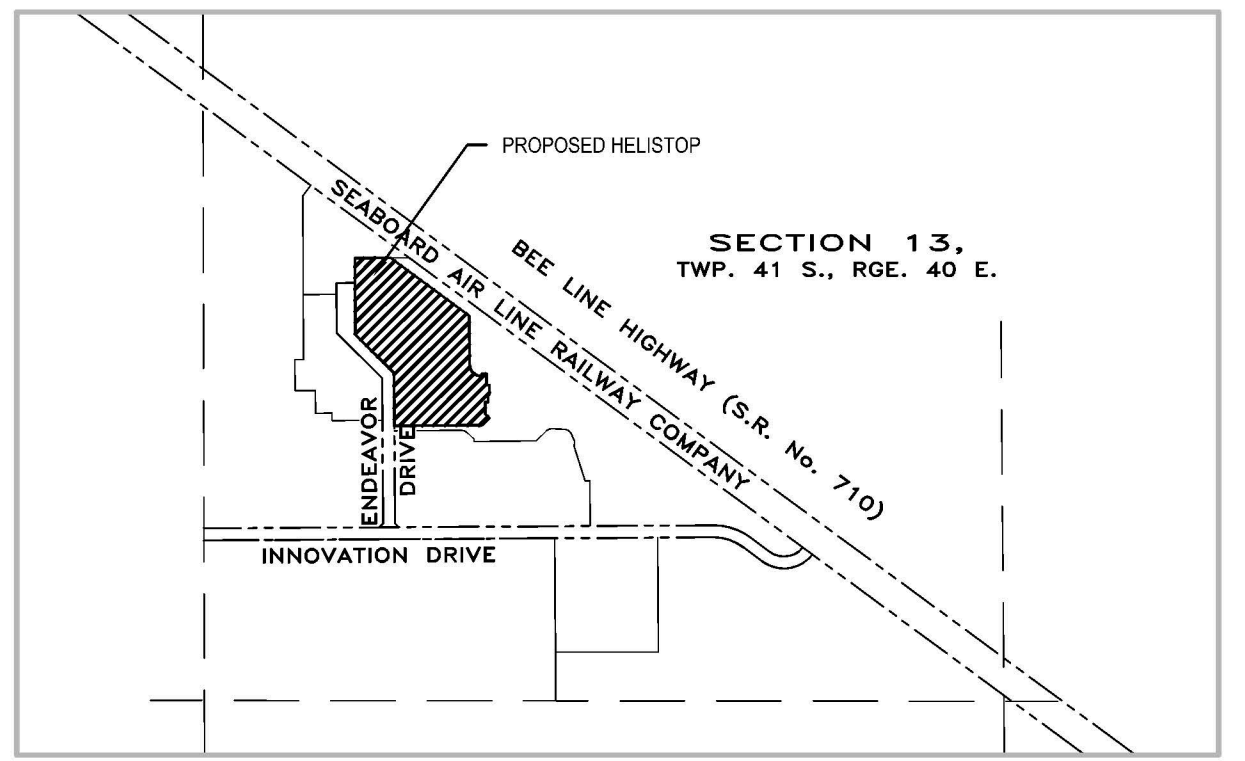 PROPOSED HELISTOP
SECTION 13,
TWP. 41 S., RGE. 40 E.
SEABOARD AIR LINE RAILWAY COMPANY
BEE LINE HIGHWAY (S.R. No. 710)
ENDEAVOR
DRIVE
INNOVATION DRIVE